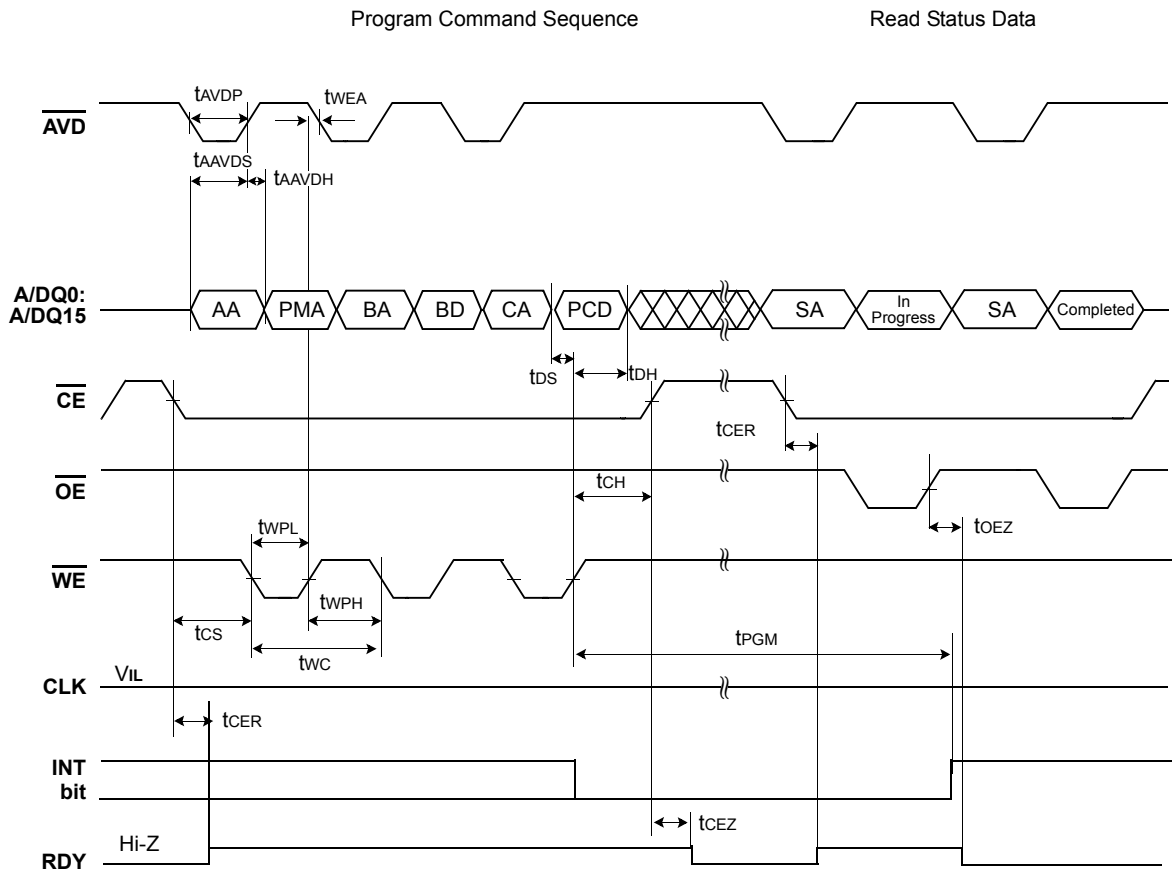 Program Command Sequence Read Status Data
tAVDP
tWEA
AVD
tAAVDS
tAAVDH
A/DQ0:
A/DQ15
AA PMA BA BD CA PCD SA In Progress SA Completed
tDS
tDH
CE
tCER
tCH
OE
tWPL
tOEZ
WE
tWPH
tCS
tPGM
tWC
VIL
CLK
tCER
INT
bit
tCEZ
Hi-Z
RDY